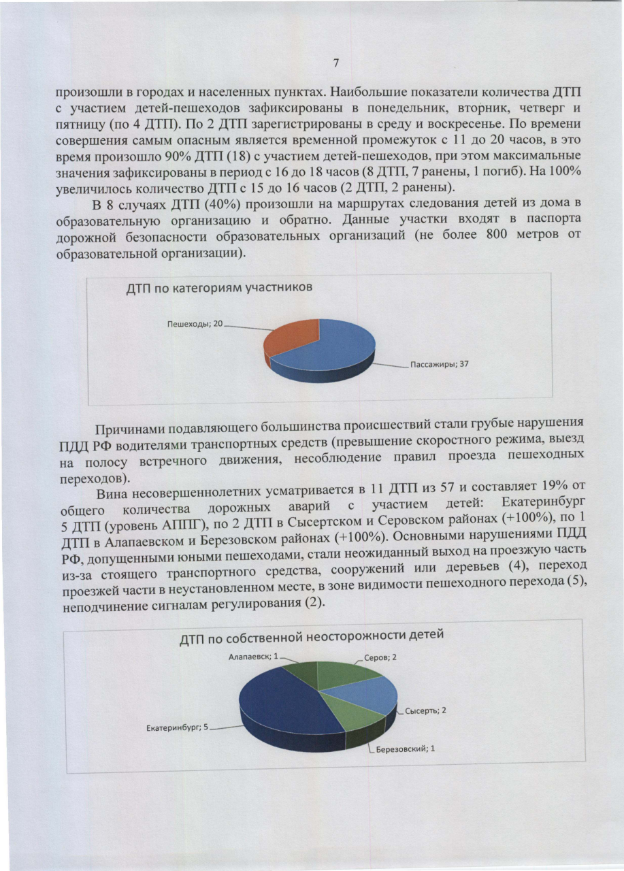 7
произошли в городах и населенных пунктах. Наибольшие показатели количества ДТП
с участием детей-пешеходов зафиксированы в понедельник, вторник, четверг и
пятницу (по 4 ДТП). По 2 ДТП зарегистрированы в среду и воскресенье. По времени
совершения самым опасным является временной промежуток с 11 до 20 часов, в это
время произошло 90% ДТП (18) с участием детей-пешеходов, при этом максимальные
значения зафиксированы в период с 16 до 18 часов (8 ДТП, 7 ранены, 1 погиб). На 100%
увеличилось количество ДТП с 15 до 16 часов (2 ДТП, 2 ранены).
В 8 случаях ДТП (40%) произошли на маршрутах следования детей из дома в
образовательную организацию и обратно. Данные участки входят в паспорта
дорожной безопасности образовательных организаций (не более 800 метров от
образовательной организации).
ДТП по категориям участников
Пешеходы; 20
Пассажиры; 37
Причинами подавляющего большинства происшествий стали грубые нарушения
ПДД РФ водителями транспортных средств (превышение скоростного режима, выезд
на полосу встречного движения, несоблюдение правил проезда пешеходных
переходов).
Вина несовершеннолетних усматривается в 11 ДТП из 57 и составляет 19% от
общего количества дорожных аварий с участием детей: Екатеринбург
5 ДТП (уровень АППГ), по 2 ДТП в Сысертском и Серовском районах (+100%), по 1
ДТП в Алапаевском и Березовском районах (+100%). Основными нарушениями ПДД
РФ, допущенными юными пешеходами, стали неожиданный выход на проезжую часть
из-за стоящего транспортного средства, сооружений или деревьев (4), переход
проезжей части в неустановленном месте, в зоне видимости пешеходного перехода (5),
неподчинение сигналам регулирования (2).
ДТП по собственной неосторожности детей
Алапаевск; 1
Серов; 2
Сысерть; 2
Екатеринбург; 5
Березовский; 1